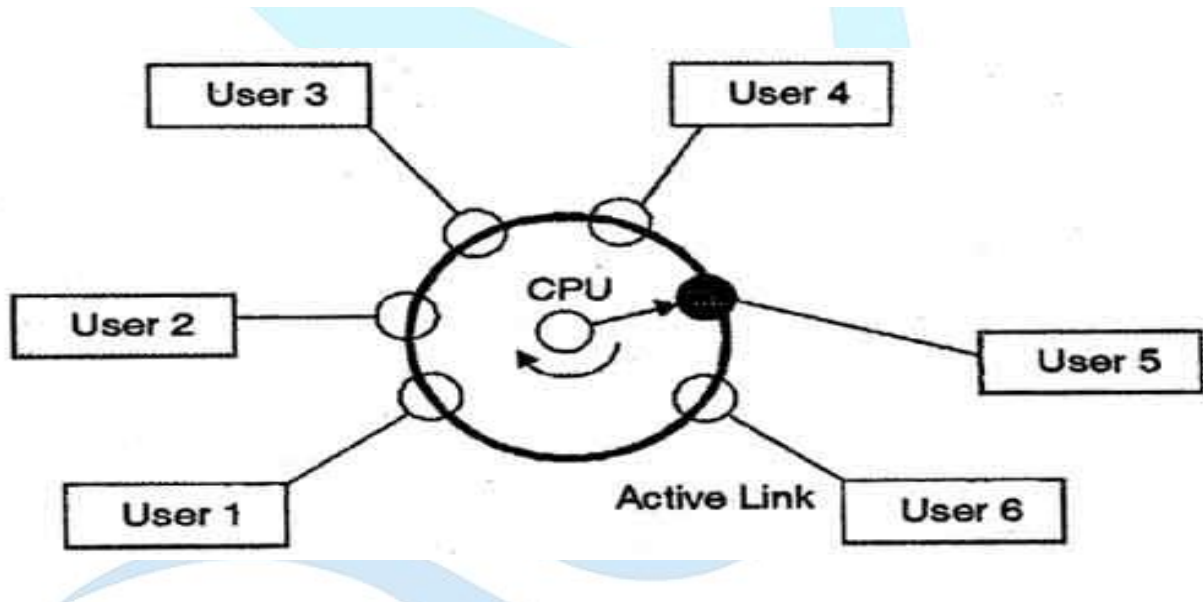 User 3
User 4
CPU
User 2
User 5
User 1
Active Link
User 6